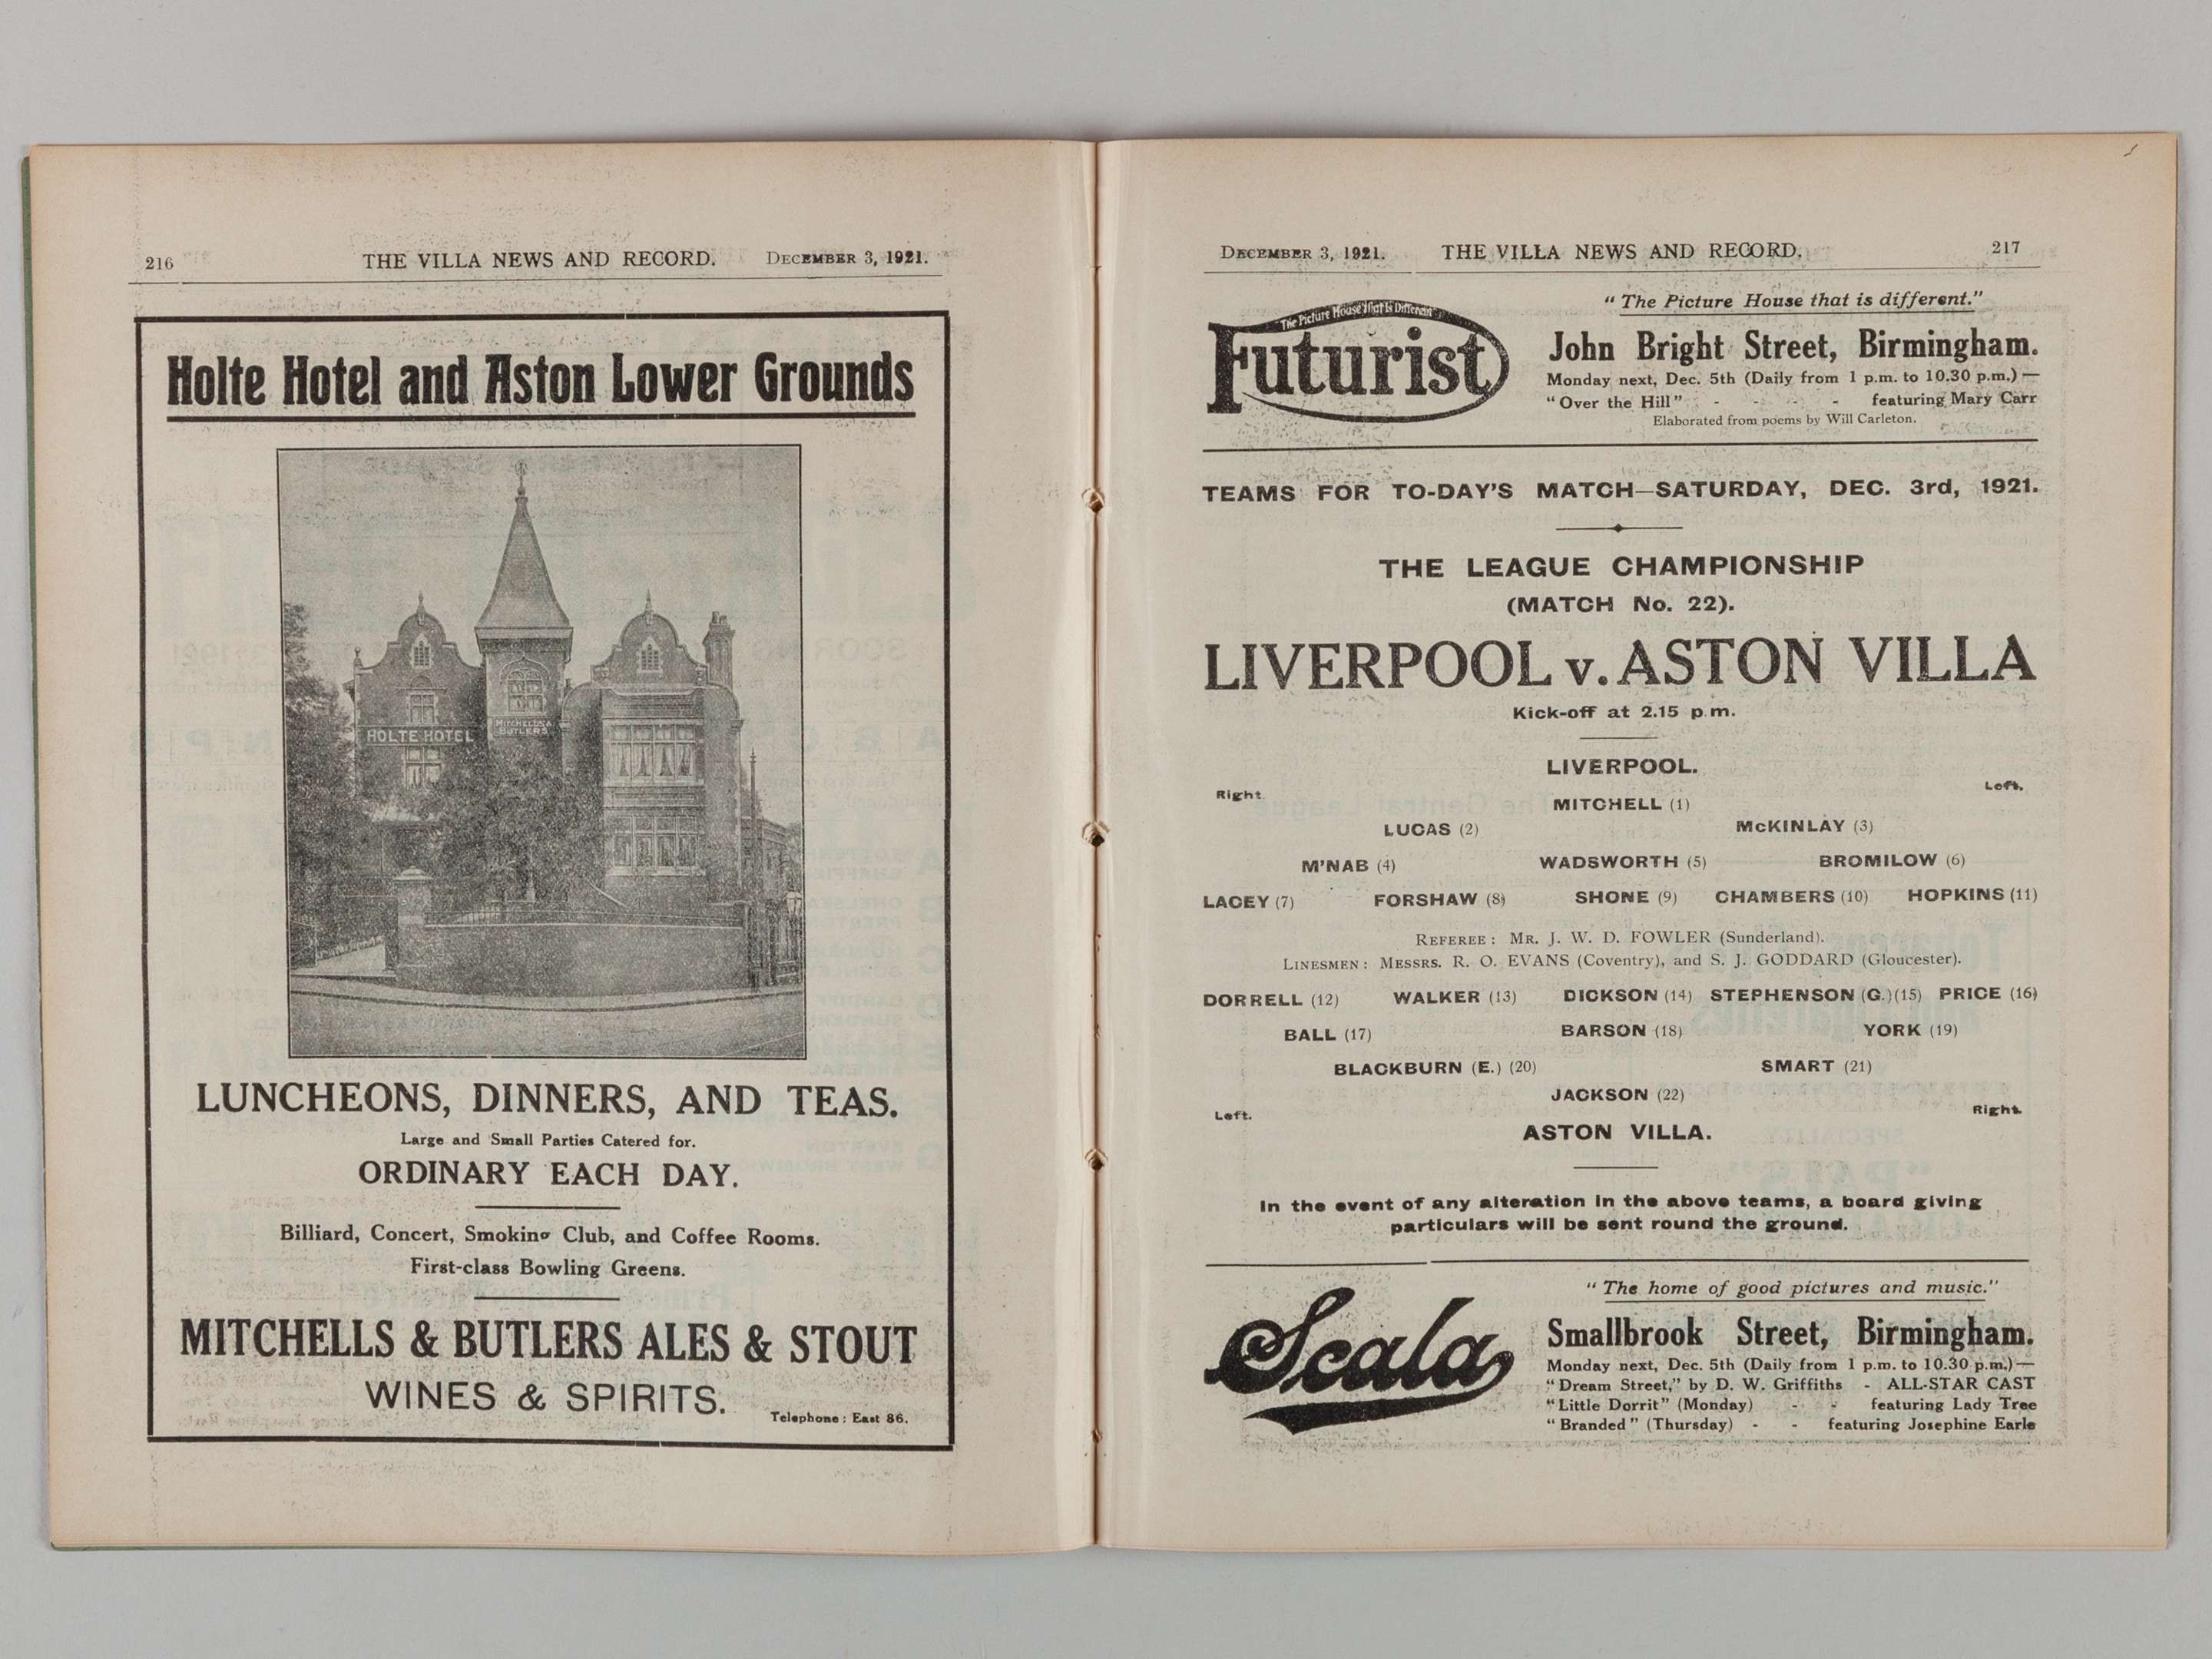 216 THE VILLA NEWS AND RECORD. DECEMBER 3, 1921.
Holte Hotel and Aston Lower Grounds
HOLTE HOTEL
MITCHELLS &
BUTLERS
LUNCHEONS, DINNERS, AND TEAS.
Large and Small Parties Catered for.
ORDINARY EACH DAY.
Billiard, Concert, Smoking Club, and Coffee Rooms.
First-class Bowling Greens.
MITCHELLS & BUTLERS ALES & STOUT
WINES & SPIRITS.
Telephone: East 86.
DECEMBER 3, 1921. THE VILLA NEWS AND RECORD. 217
The Picture House That Is Different
Futurist
"The Picture House that is different."
John Bright Street, Birmingham.
Monday next, Dec. 5th (Daily from 1 p.m. to 10.30 p.m.)—
"Over the Hill" - - - - featuring Mary Carr
Elaborated from poems by Will Carleton.
TEAMS FOR TO-DAY'S MATCH—SATURDAY, DEC. 3rd, 1921.
THE LEAGUE CHAMPIONSHIP
(MATCH No. 22).
LIVERPOOL v. ASTON VILLA
Kick-off at 2.15 p.m.
LIVERPOOL.
Right. Left.
MITCHELL (1)
LUCAS (2) McKINLAY (3)
M'NAB (4) WADSWORTH (5) BROMILOW (6)
LACEY (7) FORSHAW (8) SHONE (9) CHAMBERS (10) HOPKINS (11)
REFEREE: MR. J. W. D. FOWLER (Sunderland).
LINESMEN: MESSRS. R. O. EVANS (Coventry), and S. J. GODDARD (Gloucester).
DORRELL (12) WALKER (13) DICKSON (14) STEPHENSON (G.)(15) PRICE (16)
BALL (17) BARSON (18) YORK (19)
BLACKBURN (E.) (20) SMART (21)
JACKSON (22)
Left. Right.
ASTON VILLA.
In the event of any alteration in the above teams, a board giving
particulars will be sent round the ground.
Scala
"The home of good pictures and music."
Smallbrook Street, Birmingham.
Monday next, Dec. 5th (Daily from 1 p.m. to 10.30 p.m.)—
"Dream Street," by D. W. Griffiths - ALL-STAR CAST
"Little Dorrit" (Monday) - - featuring Lady Tree
"Branded" (Thursday) - - featuring Josephine Earle